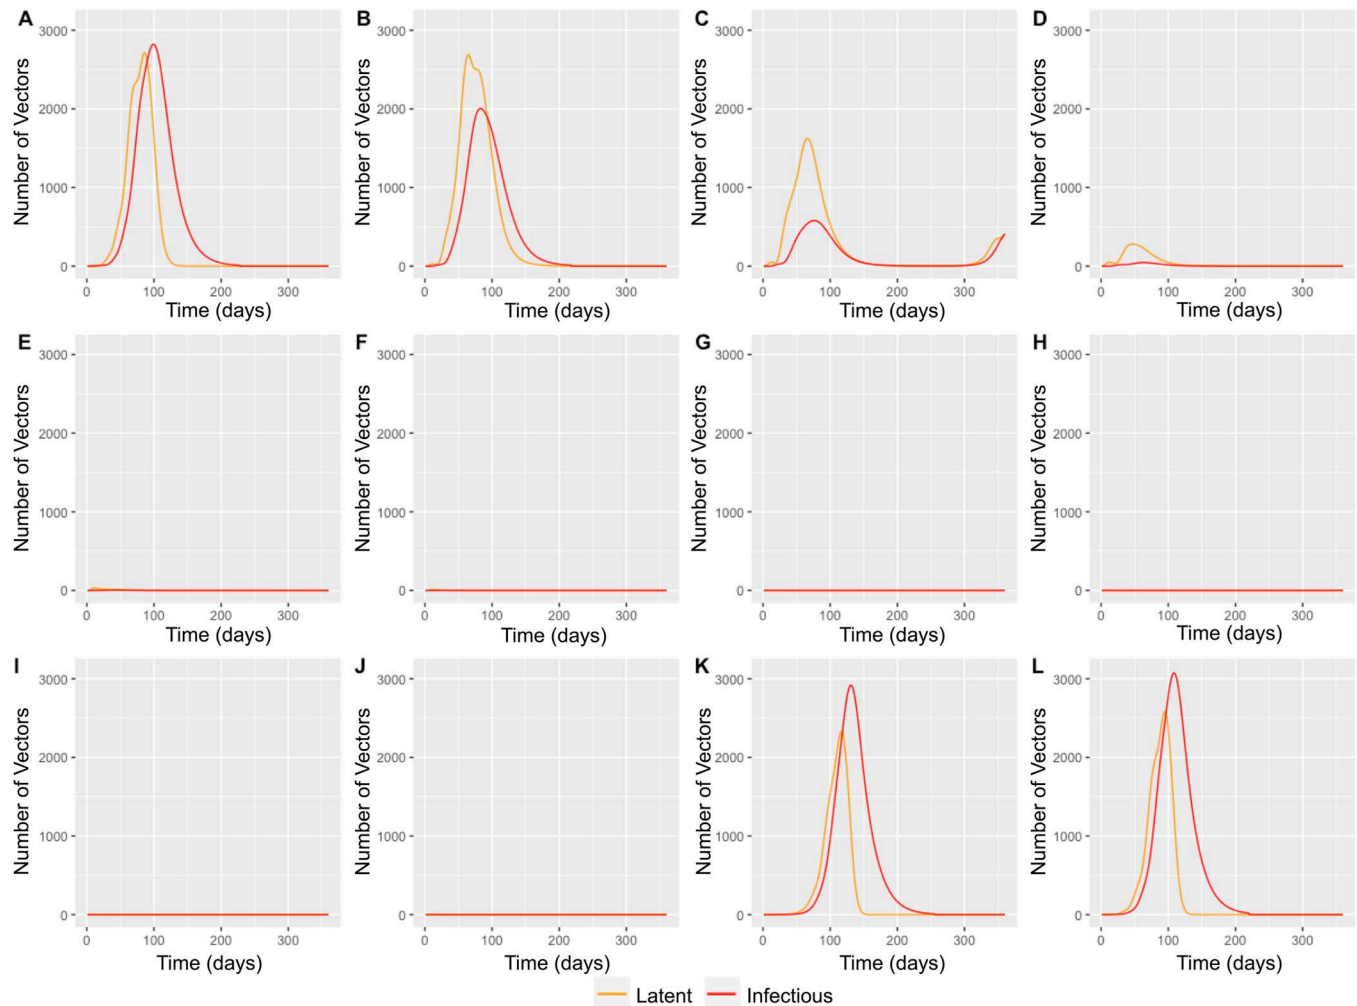 A B C D
3000 3000 3000 3000
2000 2000 2000 2000
1000 1000 1000 1000
0 0 0 0
Number of Vectors Number of Vectors Number of Vectors Number of Vectors
0 100 200 300 0 100 200 300 0 100 200 300 0 100 200 300
Time (days) Time (days) Time (days) Time (days)
E F G H
3000 3000 3000 3000
2000 2000 2000 2000
1000 1000 1000 1000
0 0 0 0
Number of Vectors Number of Vectors Number of Vectors Number of Vectors
0 100 200 300 0 100 200 300 0 100 200 300 0 100 200 300
Time (days) Time (days) Time (days) Time (days)
I J K L
3000 3000 3000 3000
2000 2000 2000 2000
1000 1000 1000 1000
0 0 0 0
Number of Vectors Number of Vectors Number of Vectors Number of Vectors
0 100 200 300 0 100 200 300 0 100 200 300 0 100 200 300
Time (days) Time (days) Time (days) Time (days)
Latent Infectious